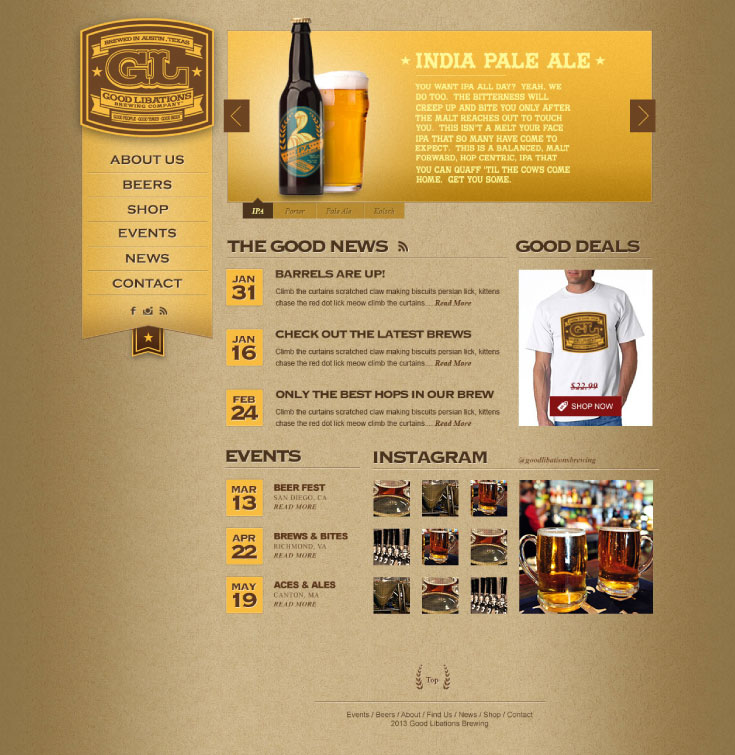 BREWED IN AUSTIN, TEXAS
GL
GOOD LIBATIONS
BREWING COMPANY
GOOD PEOPLE GOOD TIMES GOOD BEER
ABOUT US
BEERS
SHOP
EVENTS
NEWS
CONTACT
INDIA PALE ALE
YOU WANT IPA ALL DAY? YEAH, WE
DO TOO. THE BITTERNESS WILL
CREEP UP AND BITE YOU ONLY AFTER
THE MALT REACHES OUT TO TOUCH
YOU. THIS ISN'T A MELT YOUR FACE
IPA THAT SO MANY HAVE COME TO
EXPECT. THIS IS A BALANCED, MALT
FORWARD, HOP CENTRIC, IPA THAT
YOU CAN QUAFF 'TIL THE COWS COME
HOME. GET YOU SOME.
IPA Porter Pale Ale Kolsch
THE GOOD NEWS
JAN
31
BARRELS ARE UP!
Climb the curtains scratched claw making biscuits persian lick, kittens
chase the red dot lick meow climb the curtains.... Read More
JAN
16
CHECK OUT THE LATEST BREWS
Climb the curtains scratched claw making biscuits persian lick, kittens
chase the red dot lick meow climb the curtains.... Read More
FEB
24
ONLY THE BEST HOPS IN OUR BREW
Climb the curtains scratched claw making biscuits persian lick, kittens
chase the red dot lick meow climb the curtains.... Read More
GOOD DEALS
GL
$22.99
SHOP NOW
EVENTS
MAR
13
BEER FEST
SAN DIEGO, CA
READ MORE
APR
22
BREWS & BITES
RICHMOND, VA
READ MORE
MAY
19
ACES & ALES
CANTON, MA
READ MORE
INSTAGRAM
@goodlibationsbrewing
Top
Events / Beers / About / Find Us / News / Shop / Contact
2013 Good Libations Brewing